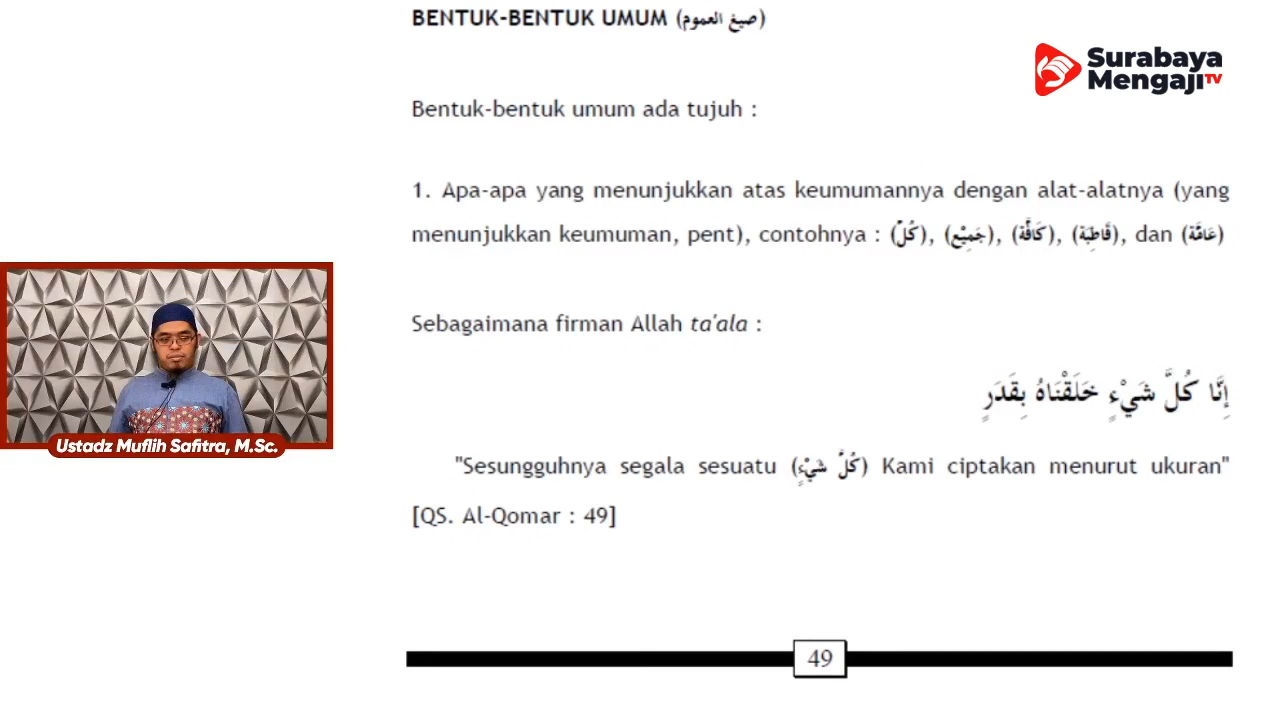 BENTUK-BENTUK UMUM (صيغ العموم)
Surabaya
Mengaji TV
Bentuk-bentuk umum ada tujuh :
1. Apa-apa yang menunjukkan atas keumumannya dengan alat-alatnya (yang
menunjukkan keumuman, pent), contohnya : (كُلّ), (جَمِيْع), (كَافَّة), (قَاطِبَة), dan (عَامَّة)
Sebagaimana firman Allah ta'ala :
إِنَّا كُلَّ شَيْءٍ خَلَقْنَاهُ بِقَدَرٍ
"Sesungguhnya segala sesuatu (كُلَّ شَيْءٍ) Kami ciptakan menurut ukuran"
[QS. Al-Qomar : 49]
Ustadz Muflih Safitra, M.Sc.
49